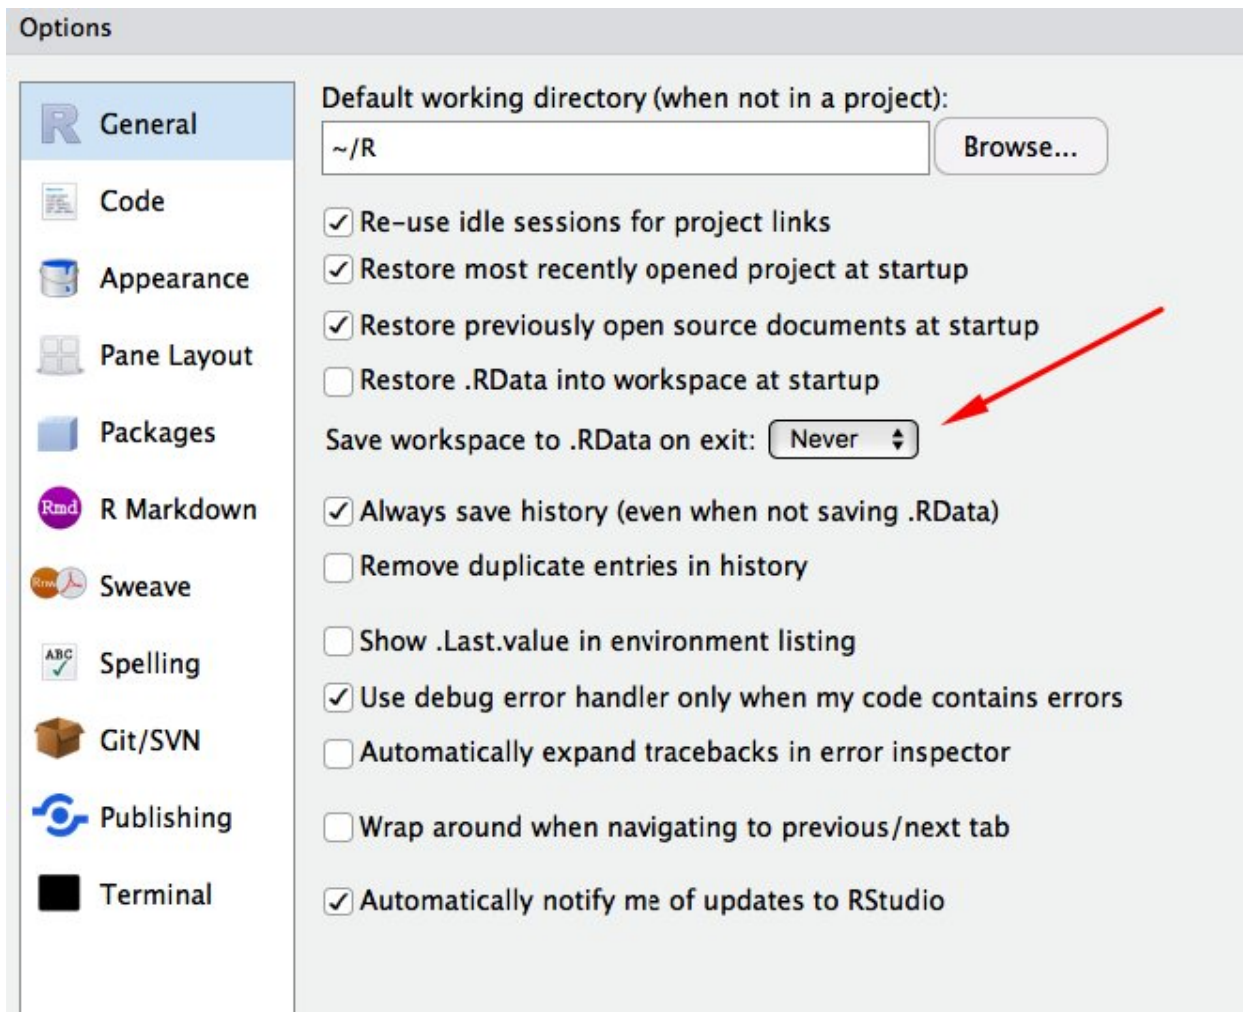 Options
General
Code
Appearance
Pane Layout
Packages
Rmd
R Markdown
Rnw
Sweave
ABC
Spelling
Git/SVN
Publishing
Terminal
Default working directory (when not in a project):
~/R
Browse...
Re-use idle sessions for project links
Restore most recently opened project at startup
Restore previously open source documents at startup
Restore .RData into workspace at startup
Save workspace to .RData on exit: Never
Always save history (even when not saving .RData)
Remove duplicate entries in history
Show .Last.value in environment listing
Use debug error handler only when my code contains errors
Automatically expand tracebacks in error inspector
Wrap around when navigating to previous/next tab
Automatically notify me of updates to RStudio